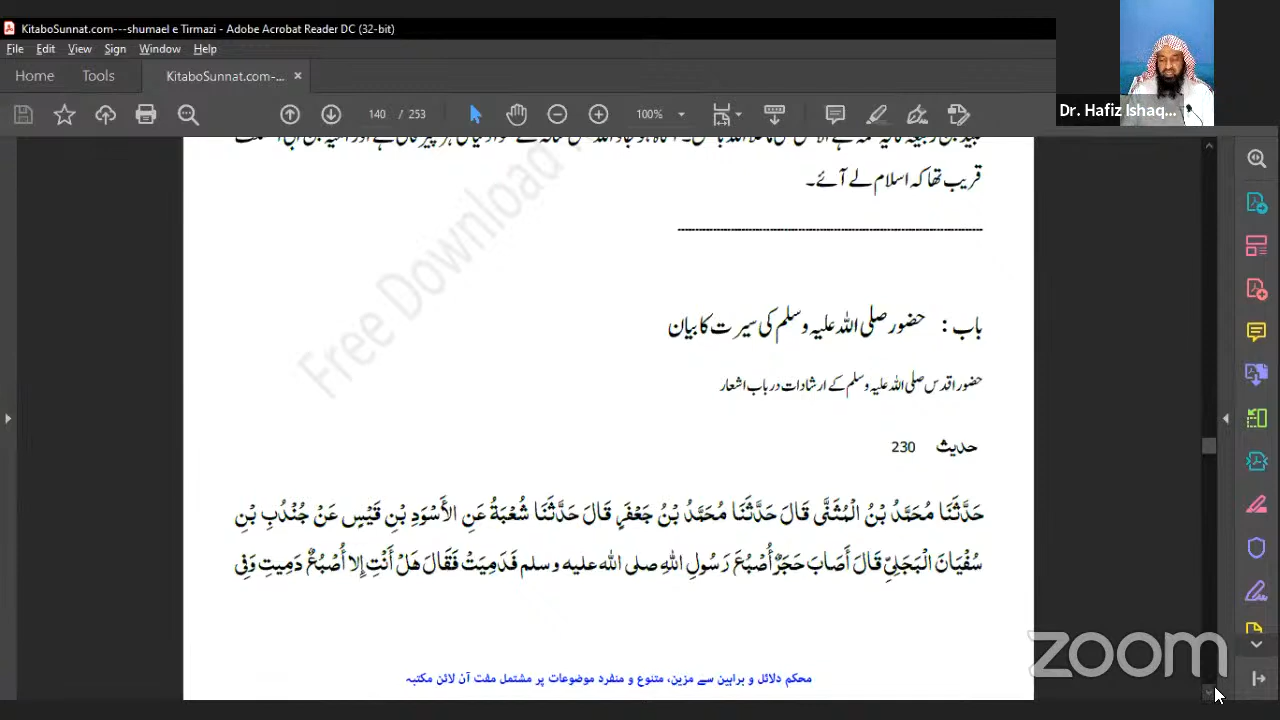 KitaboSunnat.com---shumael e Tirmazi - Adobe Acrobat Reader DC (32-bit)
File Edit View Sign Window Help
Home Tools KitaboSunnat.com-... ×
140 / 253 100%
Dr. Hafiz Ishaq...
قریب تھا کہ اسلام لے آئے۔
باب : حضور صلی اللہ علیہ وسلم کی سیرت کا بیان
حضور اقدس صلی اللہ علیہ وسلم کے ارشادات در باب اشعار
حدیث 230
حَدَّثَنَا مُحَمَّدُ بْنُ الْمُثَنَّى قَالَ حَدَّثَنَا مُحَمَّدُ بْنُ جَعْفَرٍ قَالَ حَدَّثَنَا شُعْبَةُ عَنِ الأَسْوَدِ بْنِ قَيْسٍ عَنْ جُنْدُبِ بْنِ
سُفْيَانَ الْبَجَلِيِّ قَالَ أَصَابَ حَجَرٌ أُصْبُعَ رَسُولِ اللهِ صلى الله عليه وسلم فَدَمِيَتْ فَقَالَ هَلْ أَنْتِ إِلا أُصْبُعٌ دَمِيتِ وَفِي
محکم دلائل و براہین سے مزین، متنوع و منفرد موضوعات پر مشتمل مفت آن لائن مکتبہ
Free Download
zoom